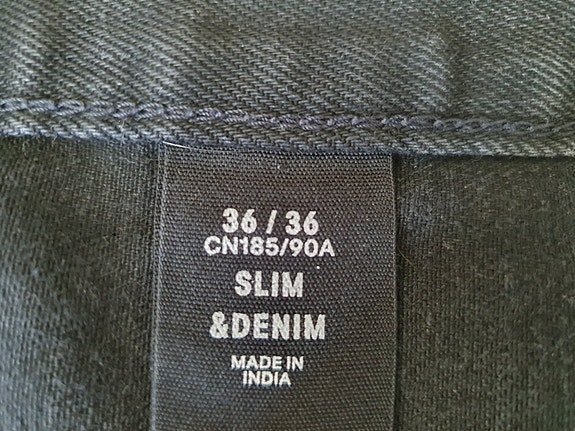 36 / 36
CN185/90A
SLIM
&DENIM
MADE IN
INDIA